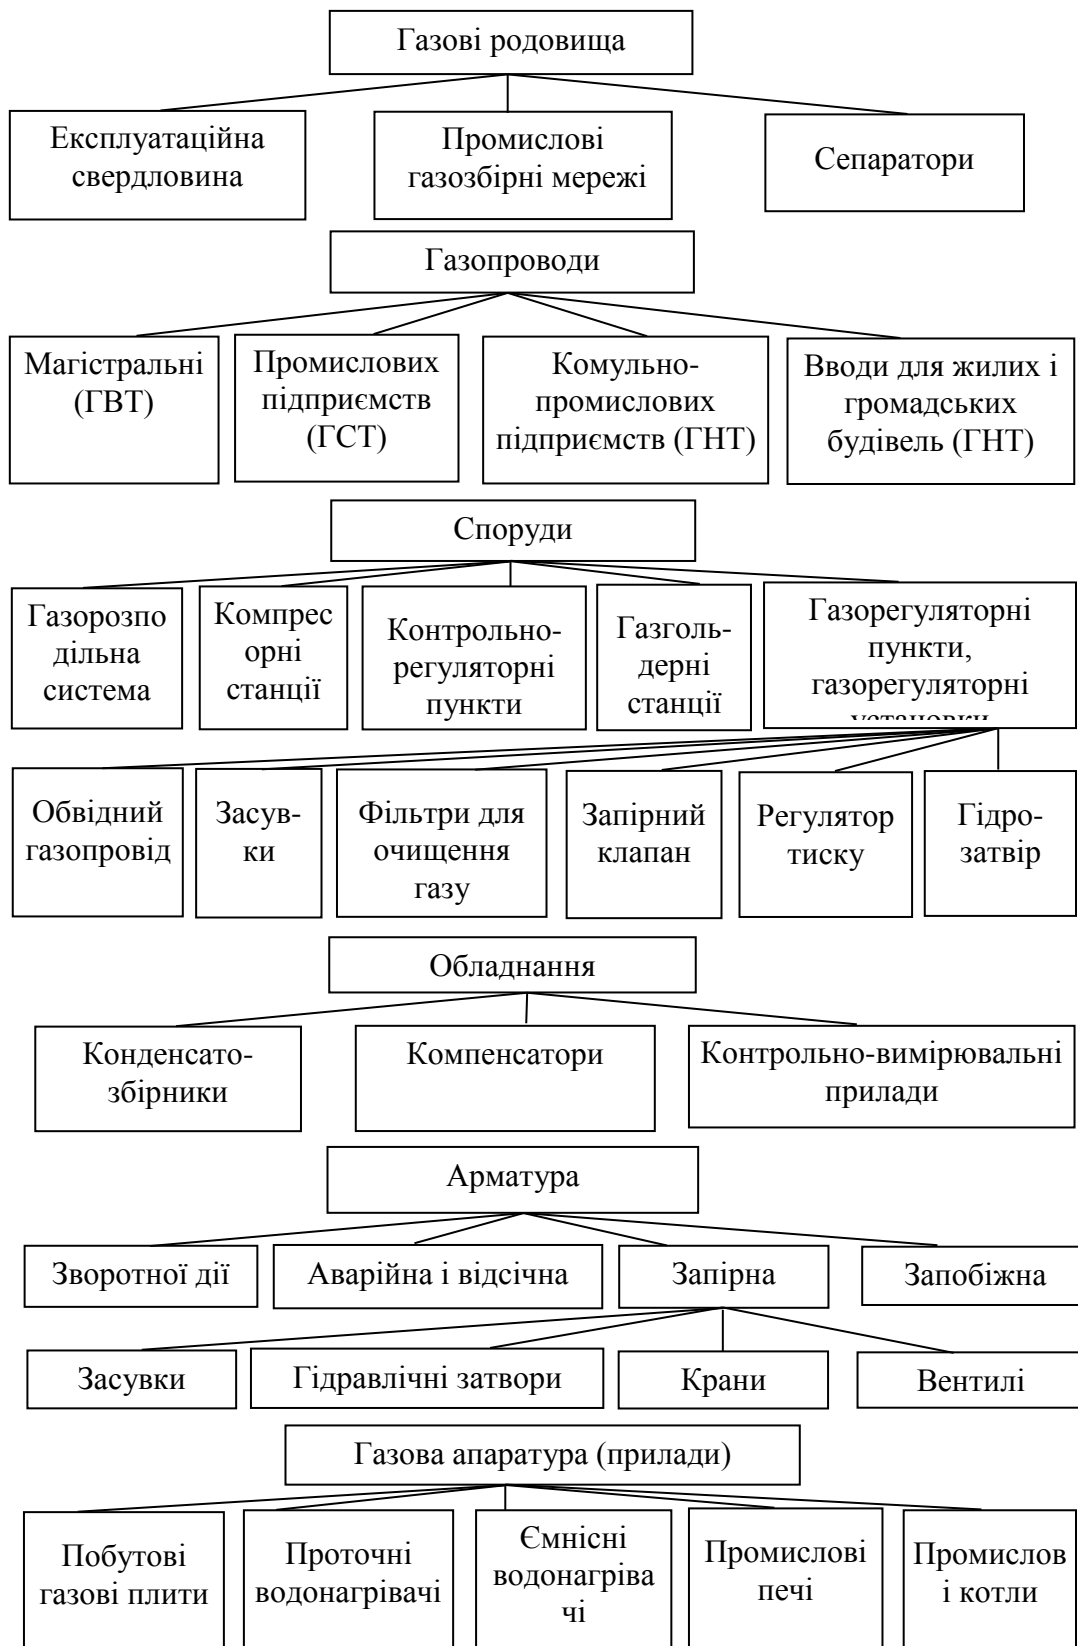 Газові родовища
Експлуатаційна
свердловина
Промислові
газозбірні мережі
Сепаратори
Газопроводи
Магістральні
(ГВТ)
Промислових
підприємств
(ГСТ)
Комульно-
промислових
підприємств (ГНТ)
Вводи для жилих і
громадських
будівель (ГНТ)
Споруди
Газорозпо
дільна
система
Компрес
орні
станції
Контрольно-
регуляторні
пункти
Газголь-
дерні
станції
Газорегуляторні
пункти,
газорегуляторні
установки
Обвідний
газопровід
Засув-
ки
Фільтри для
очищення
газу
Запірний
клапан
Регулятор
тиску
Гідро-
затвір
Обладнання
Конденсато-
збірники
Компенсатори
Контрольно-вимірювальні
прилади
Арматура
Зворотної дії
Аварійна і відсічна
Запірна
Запобіжна
Засувки
Гідравлічні затвори
Крани
Вентилі
Газова апаратура (прилади)
Побутові
газові плити
Проточні
водонагрівачі
Ємнісні
водонагріва
чі
Промислові
печі
Промислов
і котли